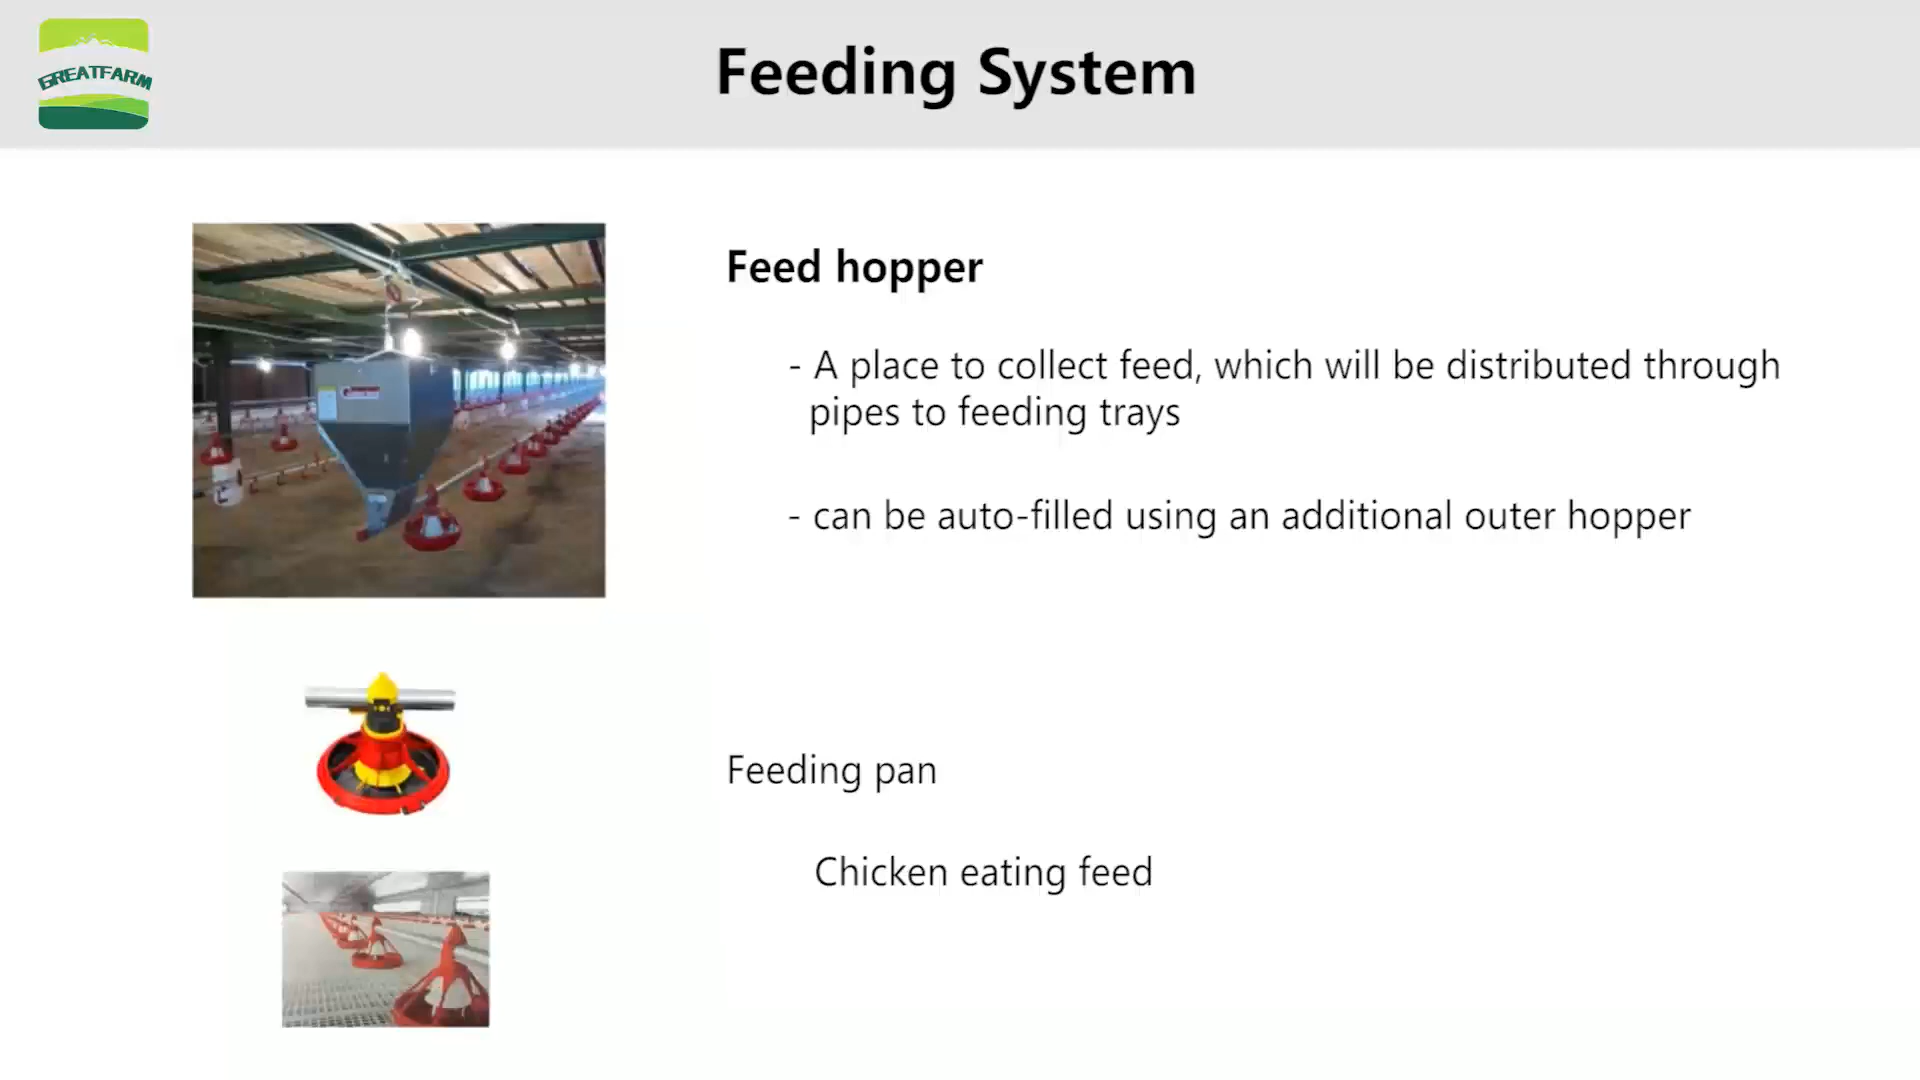 GREATFARM
Feeding System
Feed hopper
- A place to collect feed, which will be distributed through
pipes to feeding trays
- can be auto-filled using an additional outer hopper
Feeding pan
Chicken eating feed